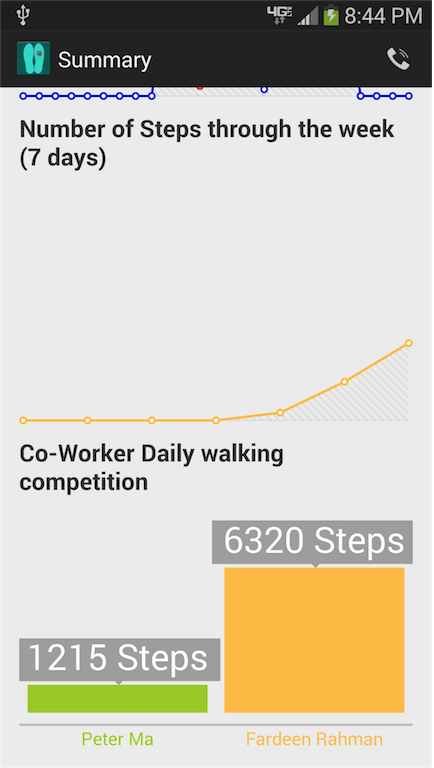 4G 8:44 PM
Summary
Number of Steps through the week
(7 days)
Co-Worker Daily walking
competition
6320 Steps
1215 Steps
Peter Ma Fardeen Rahman